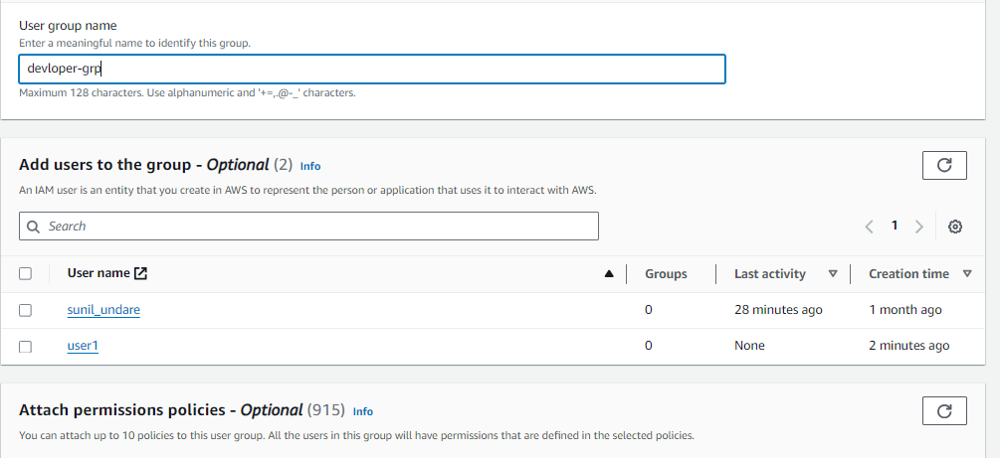 User group name
Enter a meaningful name to identify this group.
devloper-grp
Maximum 128 characters. Use alphanumeric and '+=,.@-_' characters.
Add users to the group - Optional (2) Info
An IAM user is an entity that you create in AWS to represent the person or application that uses it to interact with AWS.
Search
1
User name Groups Last activity Creation time
sunil_undare 0 28 minutes ago 1 month ago
user1 0 None 2 minutes ago
Attach permissions policies - Optional (915) Info
You can attach up to 10 policies to this user group. All the users in this group will have permissions that are defined in the selected policies.